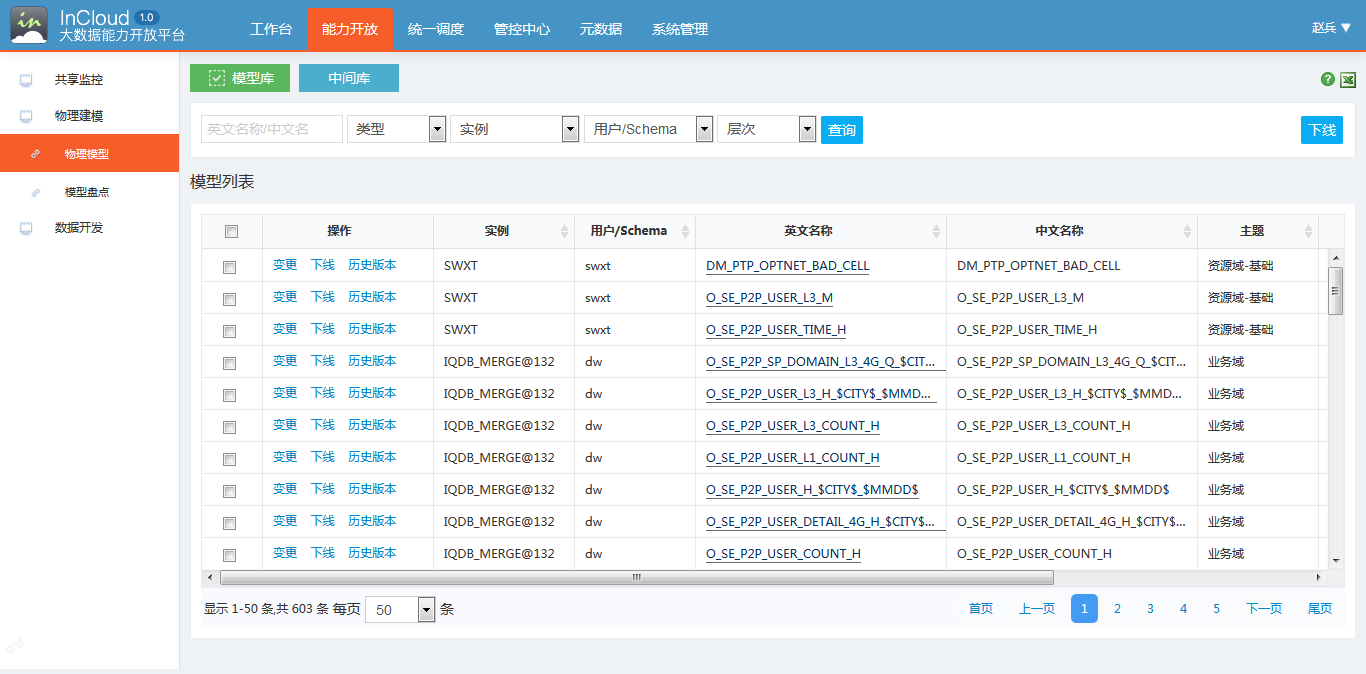 InCloud 1.0
大数据能力开放平台
工作台 能力开放 统一调度 管控中心 元数据 系统管理
赵兵
共享监控
物理建模
物理模型
模型盘点
数据开发
模型库 中间库
英文名称/中文名 类型 实例 用户/Schema 层次 查询 下线
模型列表
操作 实例 用户/Schema 英文名称 中文名称 主题
变更 下线 历史版本 SWXT swxt DM_PTP_OPTNET_BAD_CELL DM_PTP_OPTNET_BAD_CELL 资源域-基础
变更 下线 历史版本 SWXT swxt O_SE_P2P_USER_L3_M O_SE_P2P_USER_L3_M 资源域-基础
变更 下线 历史版本 SWXT swxt O_SE_P2P_USER_TIME_H O_SE_P2P_USER_TIME_H 资源域-基础
变更 下线 历史版本 IQDB_MERGE@132 dw O_SE_P2P_SP_DOMAIN_L3_4G_Q_$CIT... O_SE_P2P_SP_DOMAIN_L3_4G_Q_$CIT... 业务域
变更 下线 历史版本 IQDB_MERGE@132 dw O_SE_P2P_USER_L3_H_$CITY$_$MMD... O_SE_P2P_USER_L3_H_$CITY$_$MMD... 业务域
变更 下线 历史版本 IQDB_MERGE@132 dw O_SE_P2P_USER_L3_COUNT_H O_SE_P2P_USER_L3_COUNT_H 业务域
变更 下线 历史版本 IQDB_MERGE@132 dw O_SE_P2P_USER_L1_COUNT_H O_SE_P2P_USER_L1_COUNT_H 业务域
变更 下线 历史版本 IQDB_MERGE@132 dw O_SE_P2P_USER_H_$CITY$_$MMDD$ O_SE_P2P_USER_H_$CITY$_$MMDD$ 业务域
变更 下线 历史版本 IQDB_MERGE@132 dw O_SE_P2P_USER_DETAIL_4G_H_$CITY$... O_SE_P2P_USER_DETAIL_4G_H_$CITY$... 业务域
变更 下线 历史版本 IQDB_MERGE@132 dw O_SE_P2P_USER_COUNT_H O_SE_P2P_USER_COUNT_H 业务域
显示 1-50 条,共 603 条 每页 50 条 首页 上一页 1 2 3 4 5 下一页 尾页